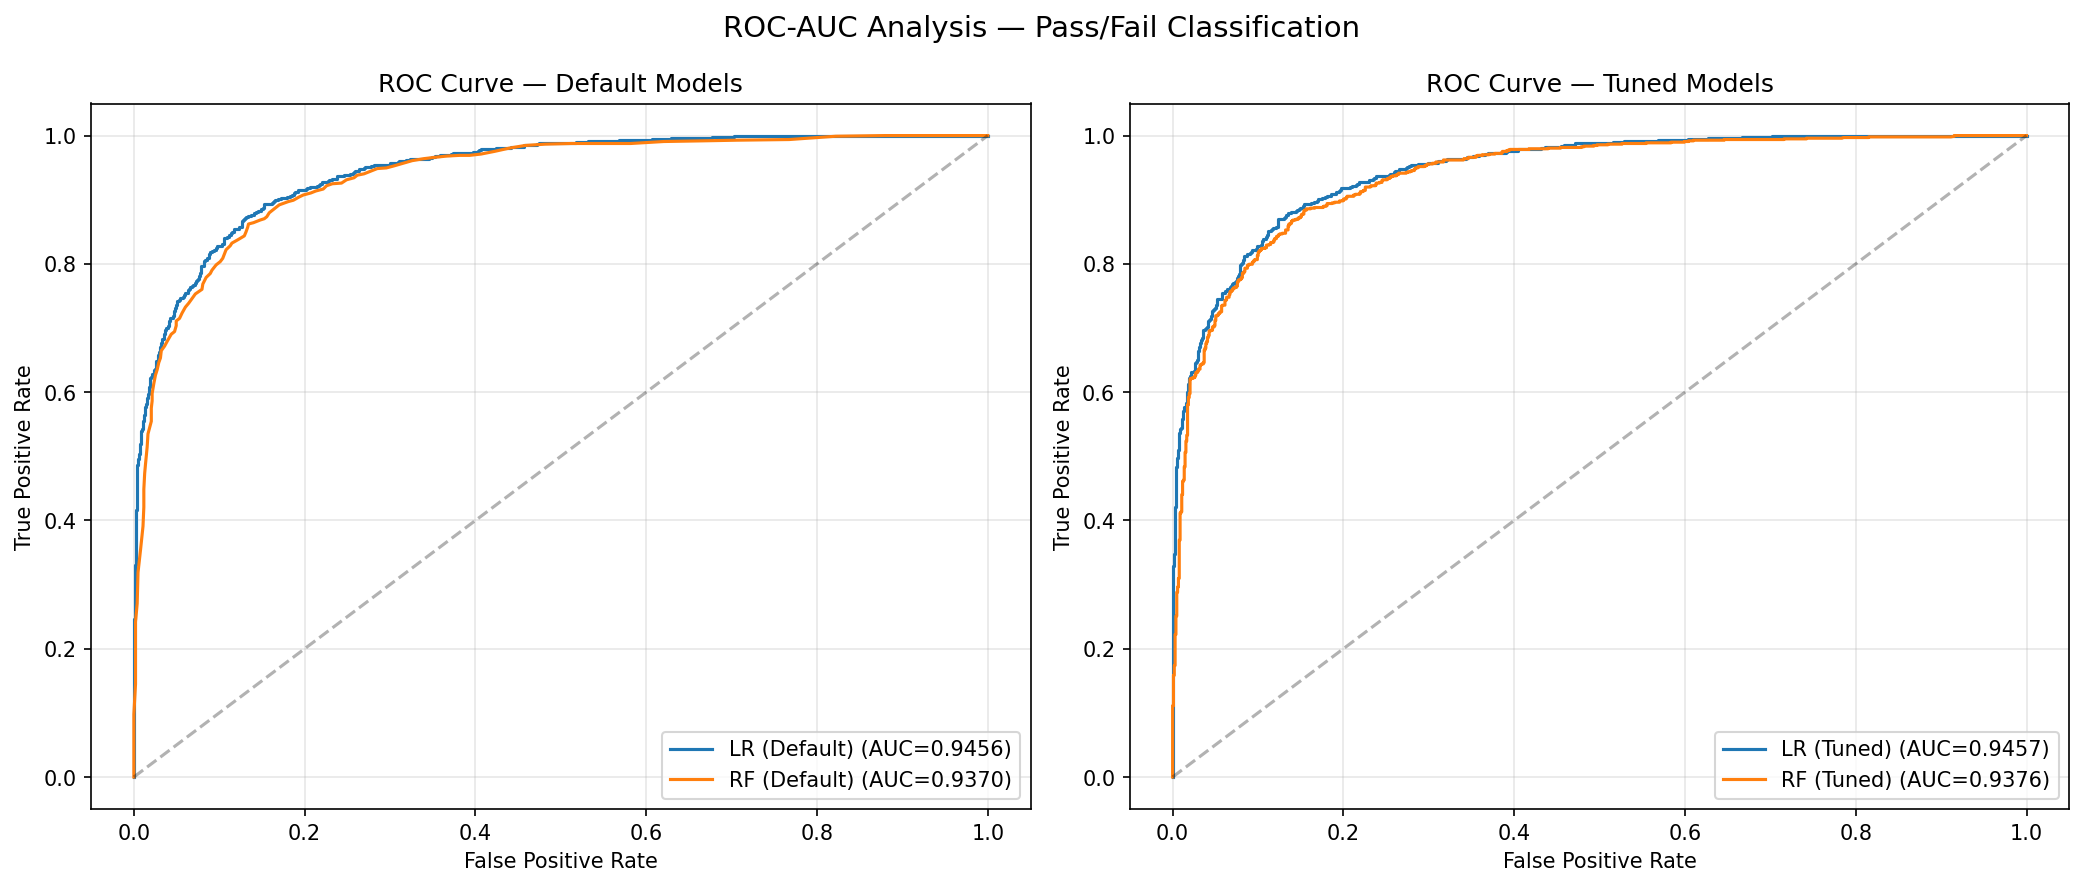 ROC-AUC Analysis — Pass/Fail Classification
ROC Curve — Default Models
1.0
0.8
0.6
0.4
0.2
0.0
True Positive Rate
0.0 0.2 0.4 0.6 0.8 1.0
False Positive Rate
LR (Default) (AUC=0.9456)
RF (Default) (AUC=0.9370)
ROC Curve — Tuned Models
1.0
0.8
0.6
0.4
0.2
0.0
True Positive Rate
0.0 0.2 0.4 0.6 0.8 1.0
False Positive Rate
LR (Tuned) (AUC=0.9457)
RF (Tuned) (AUC=0.9376)